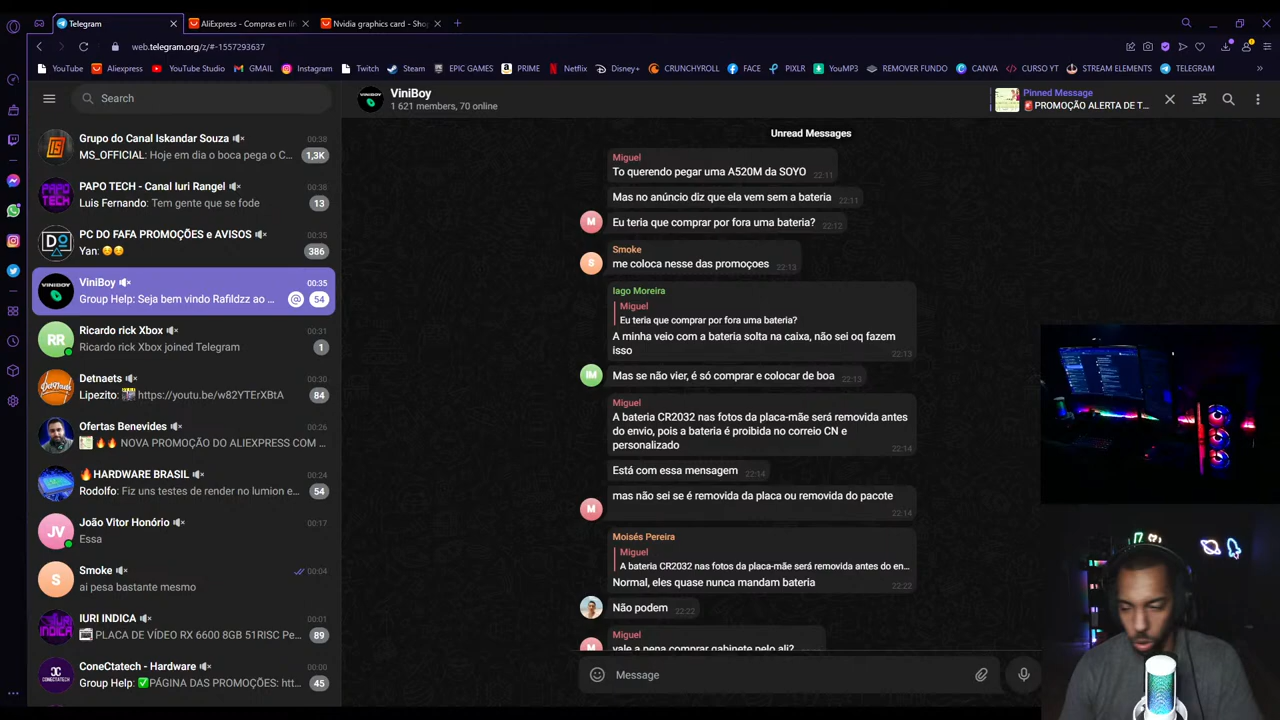 Telegram
AliExpress - Compras en lín
Nvidia graphics card - Sho
web.telegram.org/z/#-1557293637
YouTube
Aliexpress
YouTube Studio
GMAIL
Instagram
Twitch
Steam
EPIC GAMES
PRIME
Netflix
Disney+
CRUNCHYROLL
FACE
PIXLR
YouMP3
REMOVER FUNDO
CANVA
CURSO YT
STREAM ELEMENTS
TELEGRAM
Search
Grupo do Canal Iskandar Souza 00:38
MS_OFFICIAL: Hoje em dia o boca pega o C... 1,3K
PAPO TECH - Canal Iuri Rangel 00:38
Luis Fernando: Tem gente que se fode 13
PC DO FAFA PROMOÇÕES e AVISOS 00:35
Yan: ☺️☺️ 386
ViniBoy 00:35
Group Help: Seja bem vindo Rafildzz ao ... @ 54
RR
Ricardo rick Xbox 00:31
Ricardo rick Xbox joined Telegram 1
Detnaets 00:30
Lipezito: https://youtu.be/w82YTErXBtA 84
Ofertas Benevides 00:26
🔥🔥 NOVA PROMOÇÃO DO ALIEXPRESS COM ...
🔥HARDWARE BRASIL 00:24
Rodolfo: Fiz uns testes de render no lumion e... 54
JV
João Vitor Honório 00:17
Essa
S
Smoke 00:04
ai pesa bastante mesmo
IURI INDICA 00:01
PLACA DE VÍDEO RX 6600 8GB 51RISC Pe... 89
ConeCtatech - Hardware 00:00
Group Help: ✅PÁGINA DAS PROMOÇÕES: htt... 45
ViniBoy
1 621 members, 70 online
Pinned Message
🚨PROMOÇÃO ALERTA DE T...
Unread Messages
Miguel
To querendo pegar uma A520M da SOYO 22:11
Mas no anúncio diz que ela vem sem a bateria 22:11
M
Eu teria que comprar por fora uma bateria? 22:12
Smoke
S
me coloca nesse das promoçoes 22:13
Iago Moreira
Miguel
Eu teria que comprar por fora uma bateria?
A minha veio com a bateria solta na caixa, não sei oq fazem
isso 22:13
IM
Mas se não vier, é só comprar e colocar de boa 22:13
Miguel
A bateria CR2032 nas fotos da placa-mãe será removida antes
do envio, pois a bateria é proibida no correio CN e
personalizado 22:14
Está com essa mensagem 22:14
mas não sei se é removida da placa ou removida do pacote
M 22:14
Moisés Pereira
Miguel
A bateria CR2032 nas fotos da placa-mãe será removida antes do en...
Normal, eles quase nunca mandam bateria 22:22
Não podem 22:22
Miguel
M
vale a pena comprar gabinete pelo ali?
Message